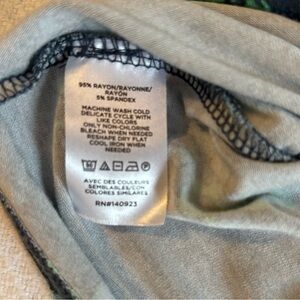 95% RAYON/RAYONNE/
RAYÓN
5% SPANDEX
MACHINE WASH COLD
DELICATE CYCLE WITH
LIKE COLORS
ONLY NON-CHLORINE
BLEACH WHEN NEEDED
RESHAPE DRY FLAT
COOL IRON WHEN
NEEDED
AVEC DES COULEURS
SEMBLABLES/CON
COLORES SIMILARES
RN#140923